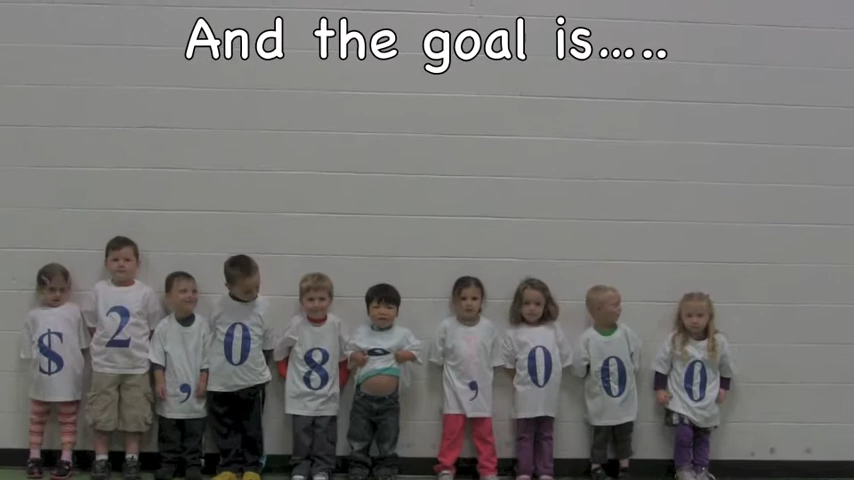 And the goal is.....
$2,08,000